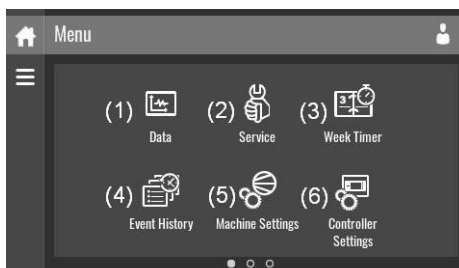 Menu
(1) (2) (3)
Data Service Week Timer
(4) (5) (6)
Event History Machine Settings Controller
Settings